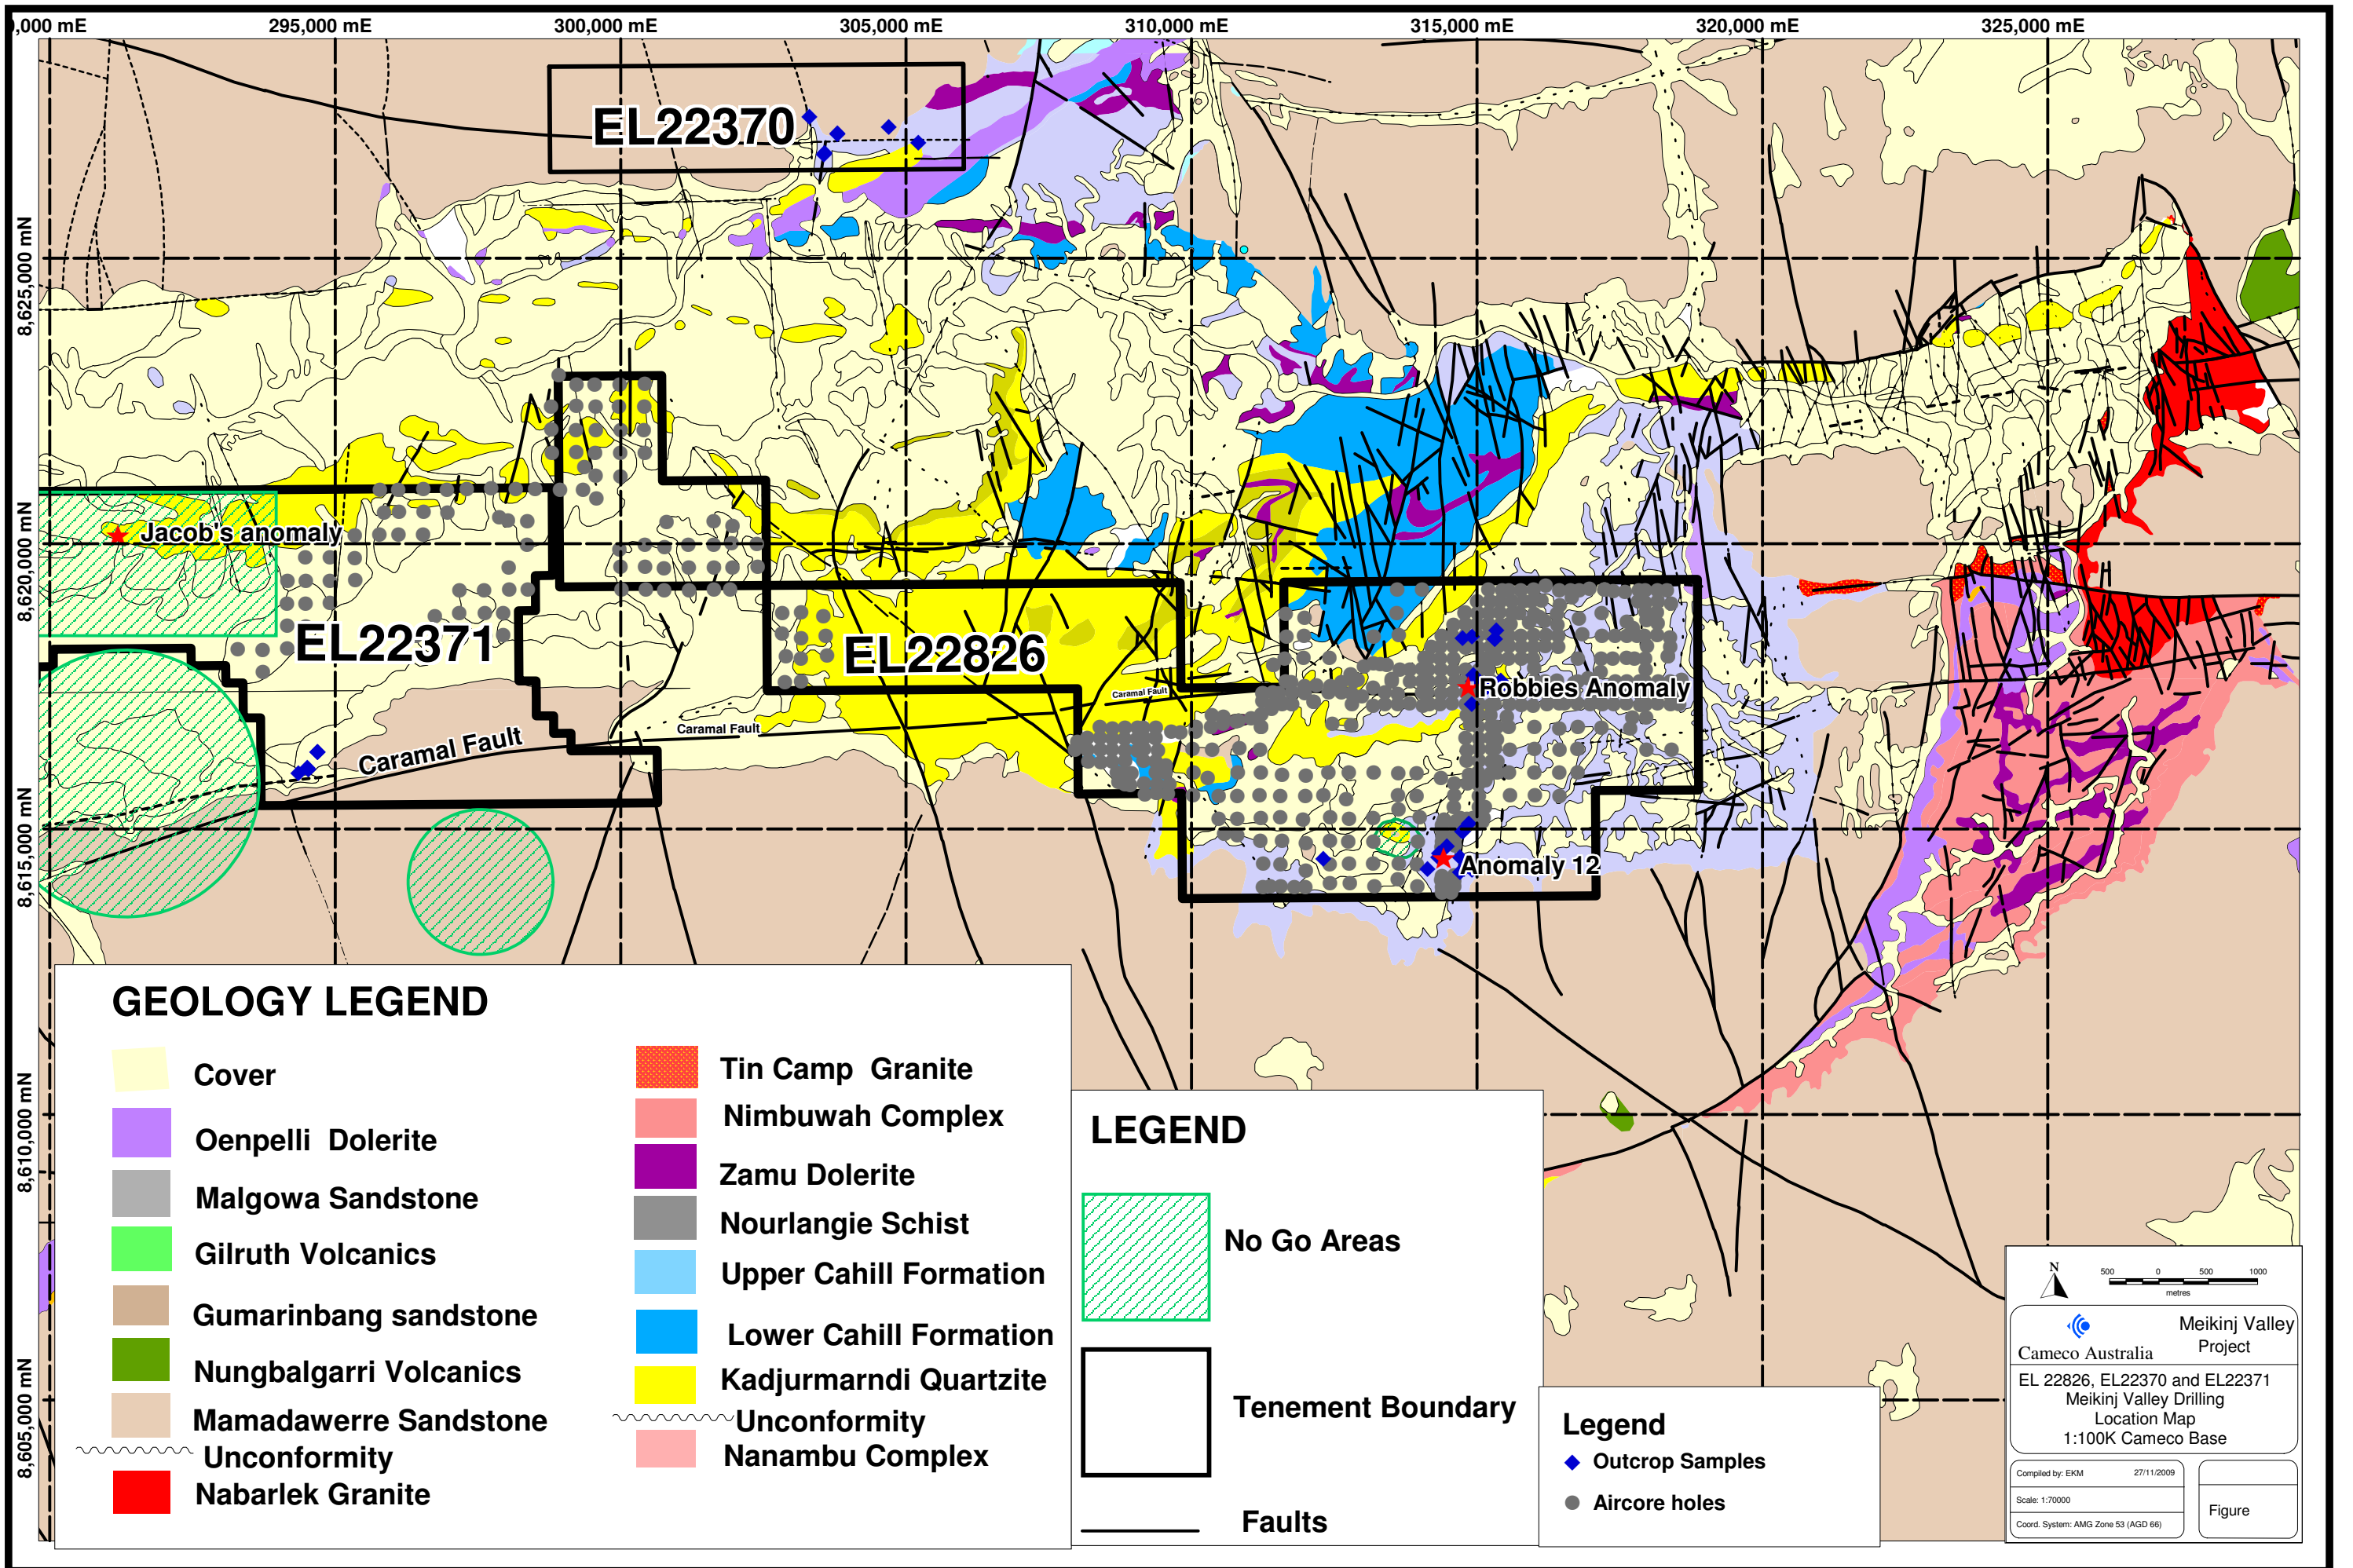 0,000 mE
295,000 mE
300,000 mE
305,000 mE
310,000 mE
315,000 mE
320,000 mE
325,000 mE
8,625,000 mN
8,620,000 mN
8,615,000 mN
8,610,000 mN
8,605,000 mN
EL22370
Jacob's anomaly
EL22371
EL22826
Caramal Fault
Robbies Anomaly
Caramal Fault
Caramal Fault
Anomaly 12
GEOLOGY LEGEND
Cover
Oenpelli Dolerite
Malgowa Sandstone
Gilruth Volcanics
Gumarinbang sandstone
Nungbalgarri Volcanics
Mamadawerre Sandstone
Unconformity
Nabarlek Granite
Tin Camp Granite
Nimbuwah Complex
Zamu Dolerite
Nourlangie Schist
Upper Cahill Formation
Lower Cahill Formation
Kadjurmarndi Quartzite
Unconformity
Nanambu Complex
LEGEND
No Go Areas
Tenement Boundary
Faults
Legend
Outcrop Samples
Aircore holes
N
500 0 500 1000
metres
Cameco Australia
Meikinj Valley
Project
EL 22826, EL22370 and EL22371
Meikinj Valley Drilling
Location Map
1:100K Cameco Base
Compiled by: EKM 27/11/2009
Scale: 1:70000
Coord. System: AMG Zone 53 (AGD 66)
Figure